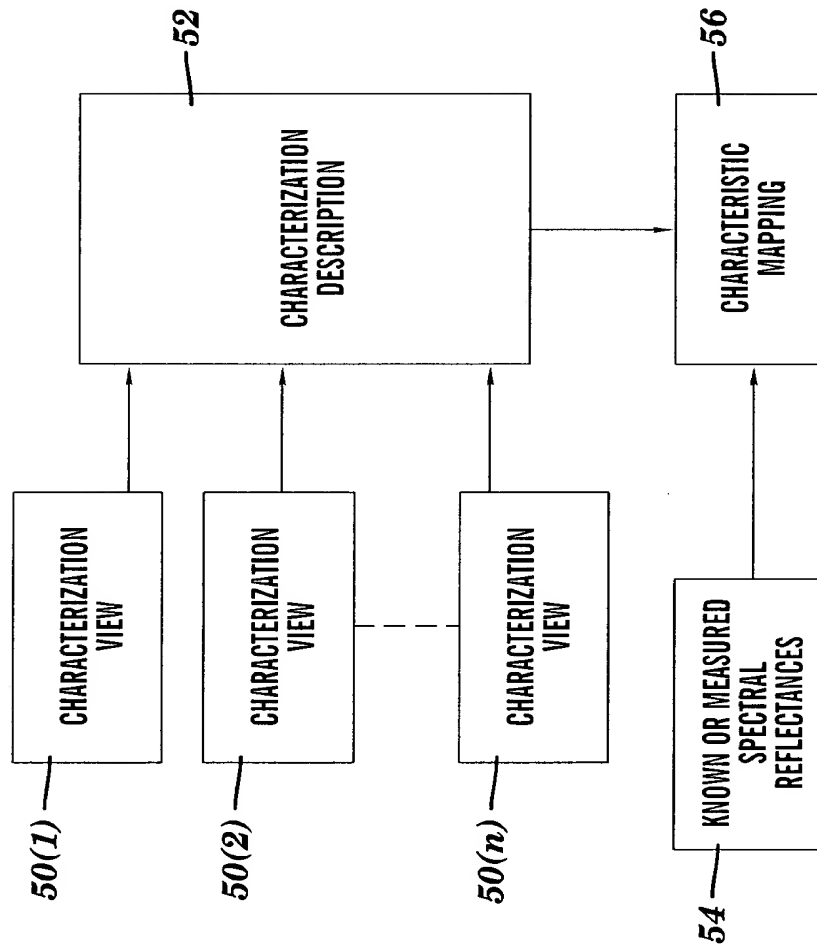 50(1)
CHARACTERIZATION
VIEW
50(2)
CHARACTERIZATION
VIEW
50(n)
CHARACTERIZATION
VIEW
52
CHARACTERIZATION
DESCRIPTION
54
KNOWN OR MEASURED
SPECTRAL
REFLECTANCES
56
CHARACTERISTIC
MAPPING